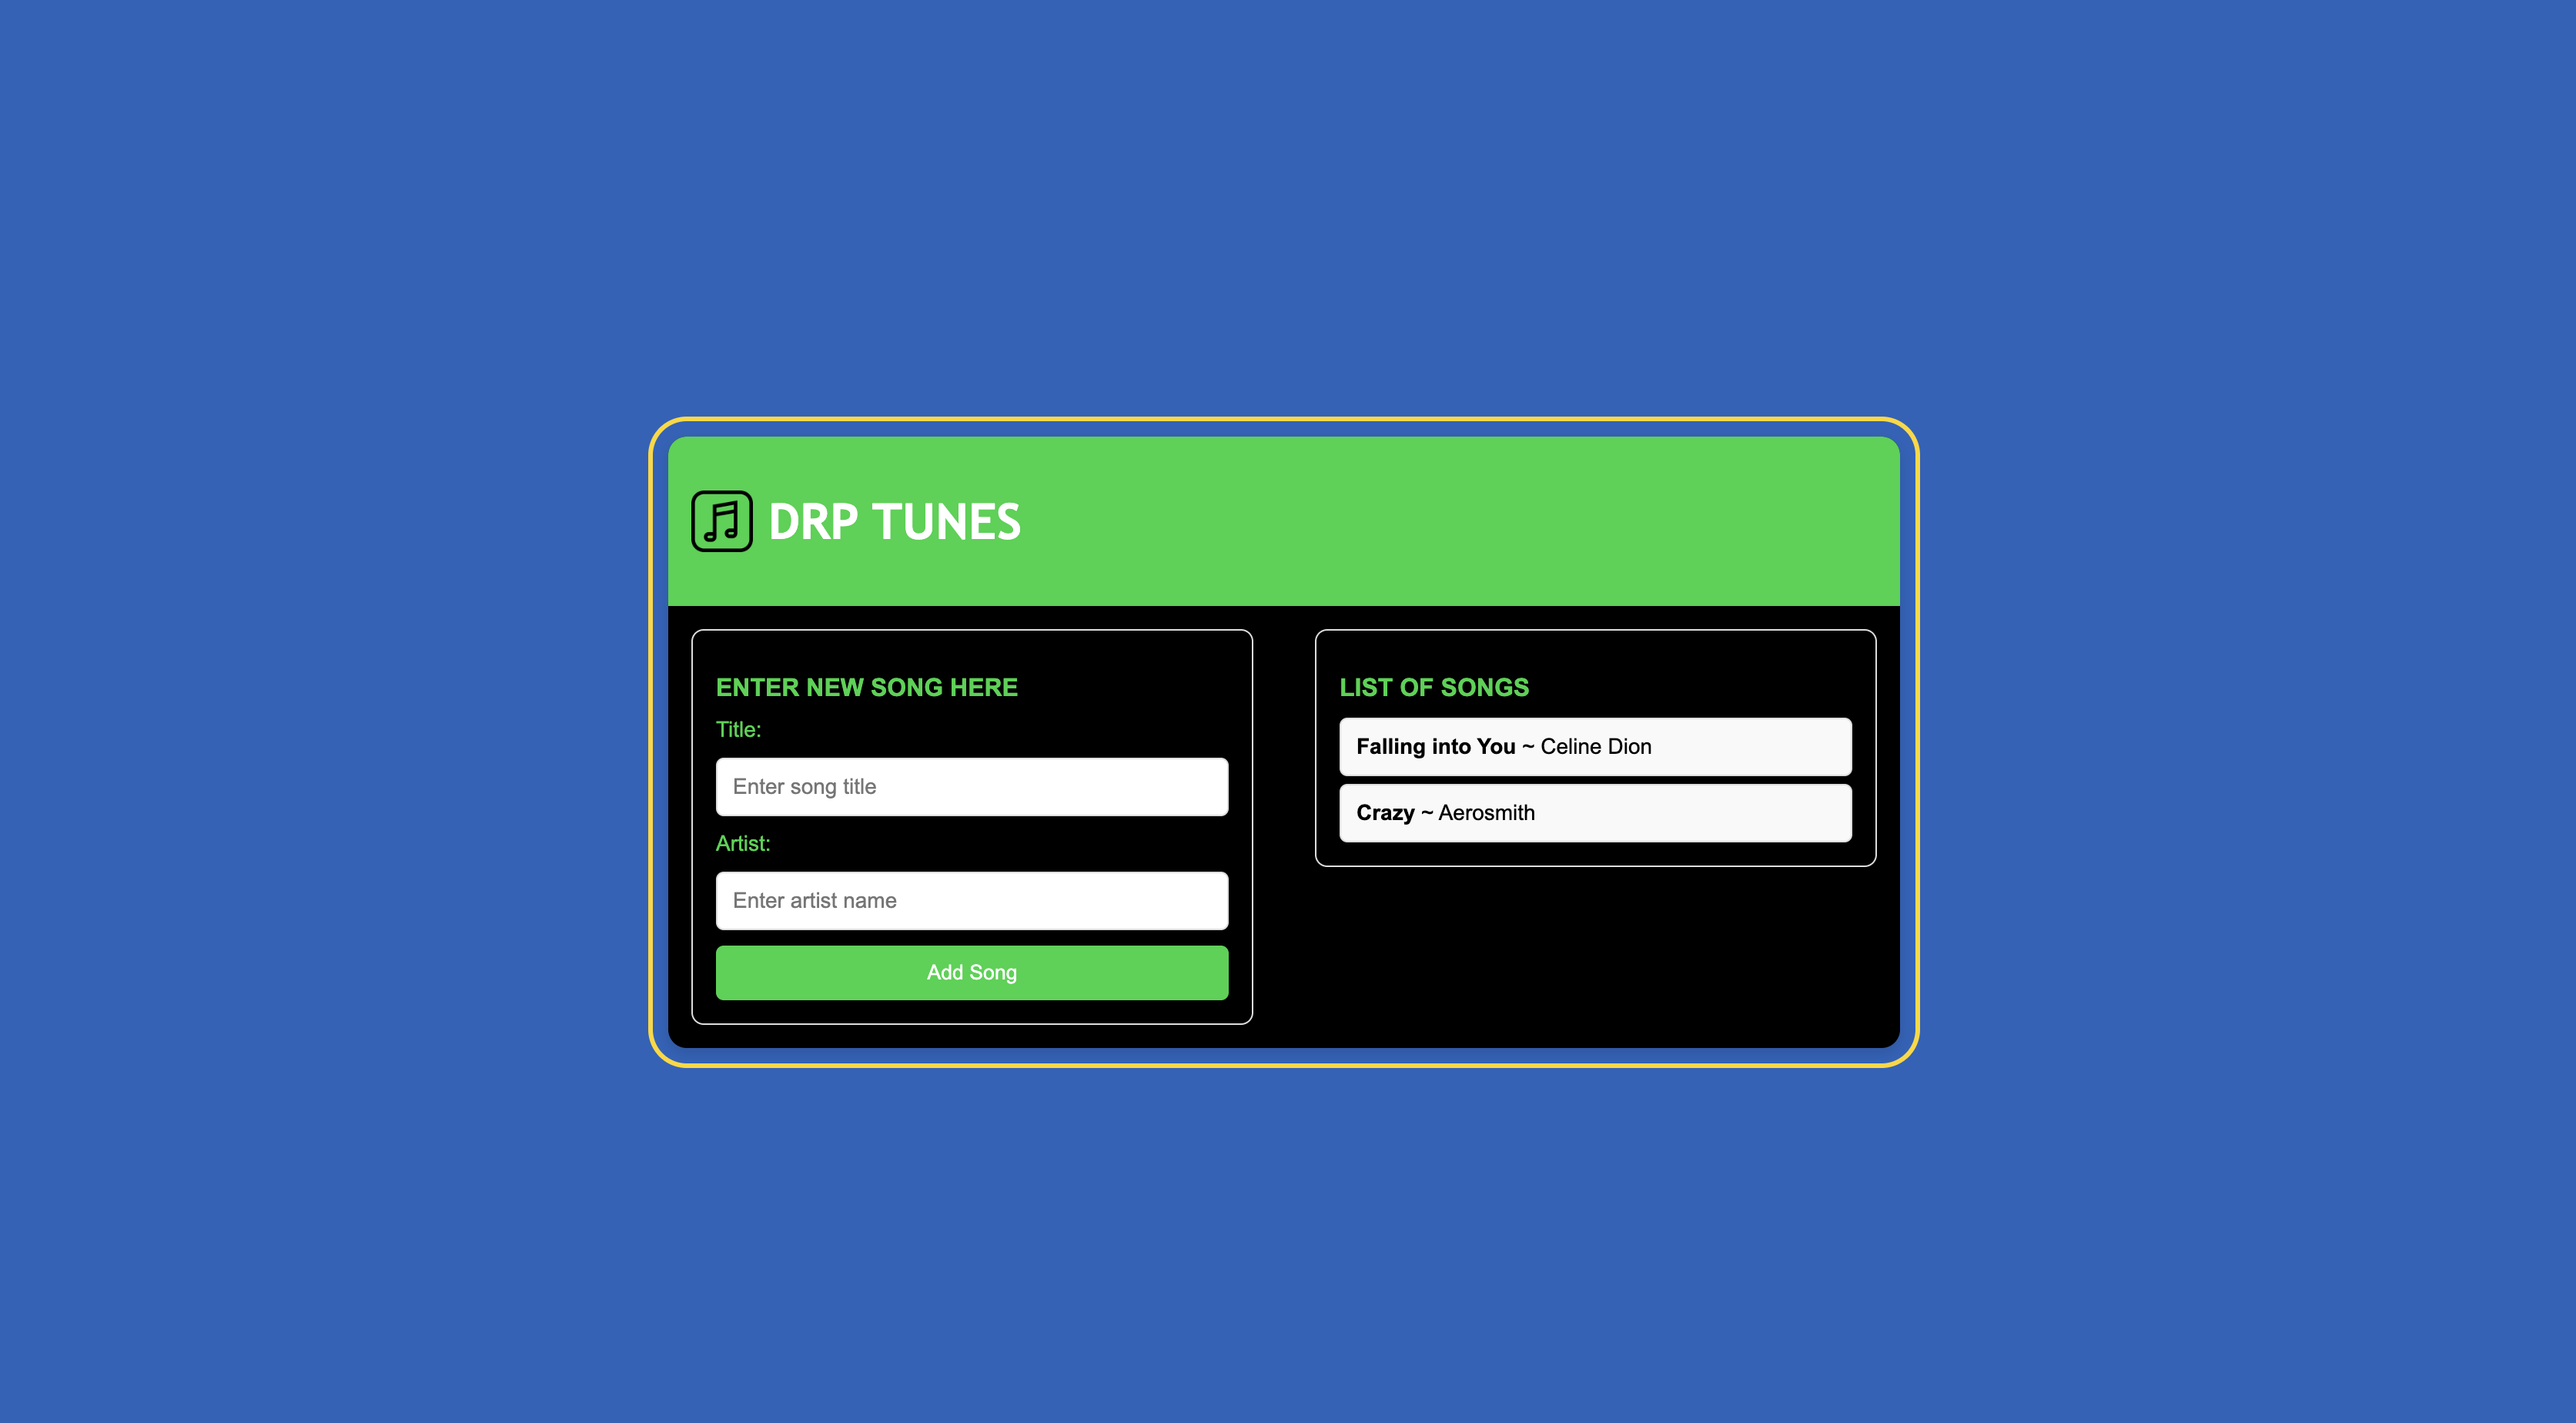 DRP TUNES
ENTER NEW SONG HERE
Title:
Enter song title
Artist:
Enter artist name
Add Song
LIST OF SONGS
Falling into You ~ Celine Dion
Crazy ~ Aerosmith